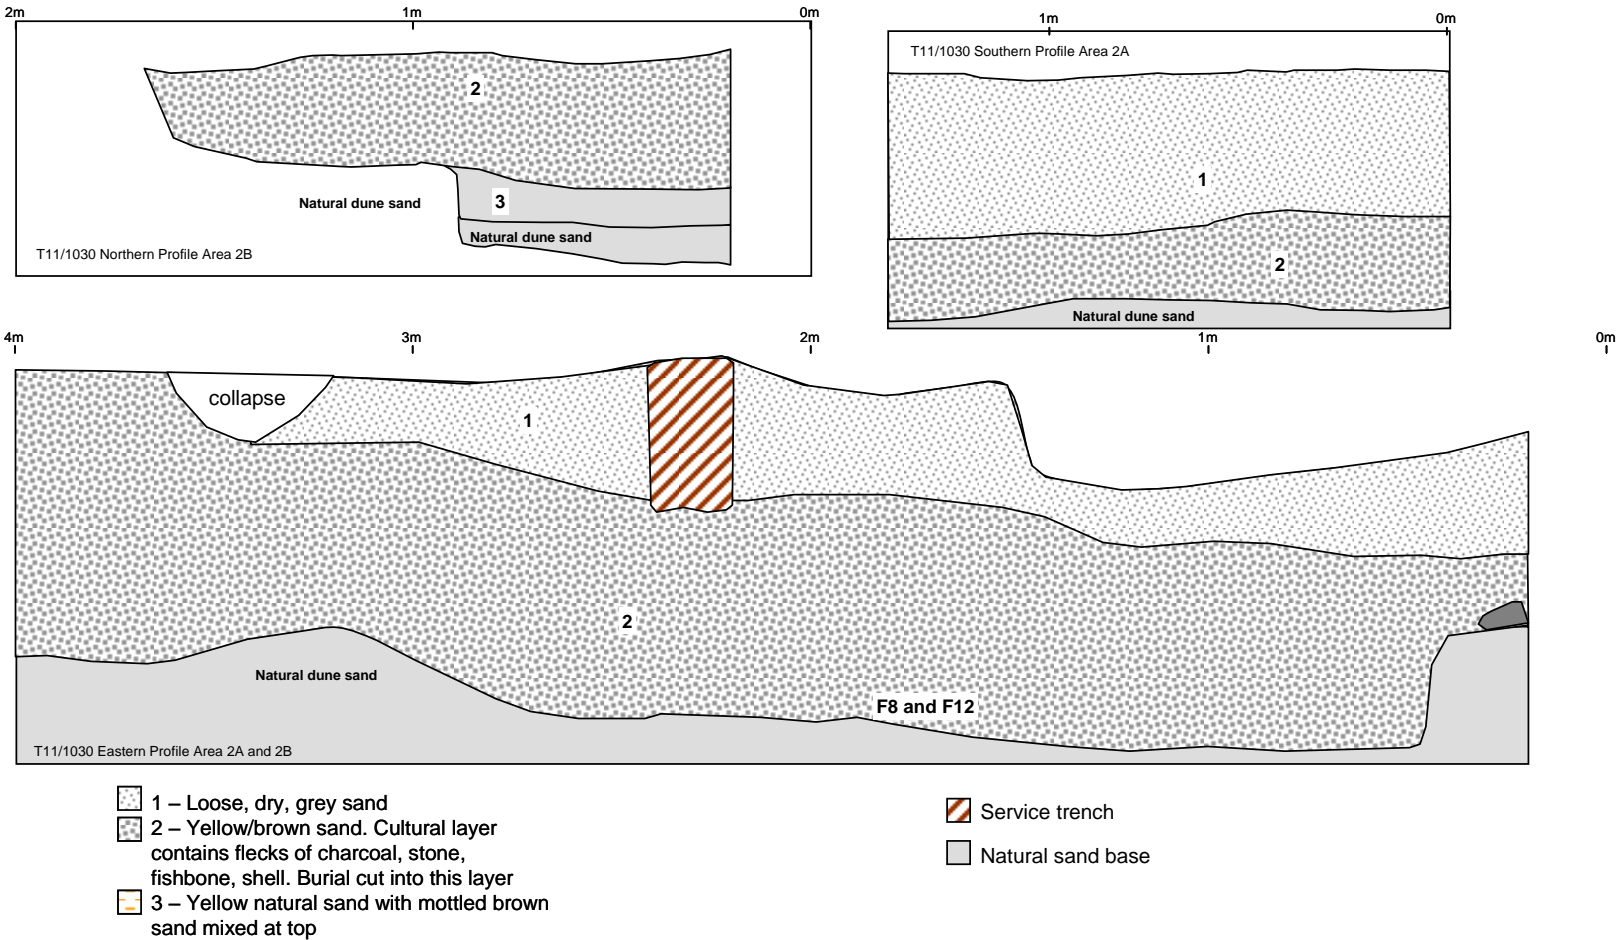 2m 1m 0m
2
3
Natural dune sand
Natural dune sand
T11/1030 Northern Profile Area 2B
1m 0m
T11/1030 Southern Profile Area 2A
1
2
Natural dune sand
4m 3m 2m 1m 0m
collapse
1
2
Natural dune sand
F8 and F12
T11/1030 Eastern Profile Area 2A and 2B
1 – Loose, dry, grey sand
2 – Yellow/brown sand. Cultural layer
contains flecks of charcoal, stone,
fishbone, shell. Burial cut into this layer
3 – Yellow natural sand with mottled brown
sand mixed at top
Service trench
Natural sand base